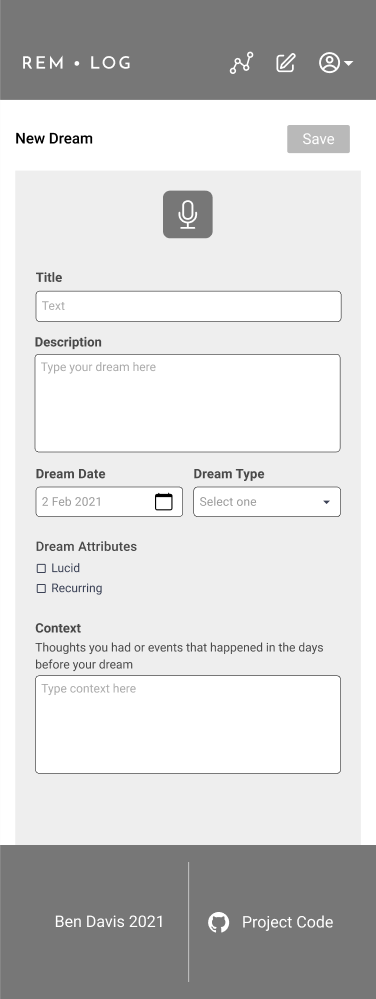 REM • LOG
New Dream
Save
Title
Text
Description
Type your dream here
Dream Date
Dream Type
2 Feb 2021
Select one
Dream Attributes
Lucid
Recurring
Context
Thoughts you had or events that happened in the days
before your dream
Type context here
Ben Davis 2021
Project Code